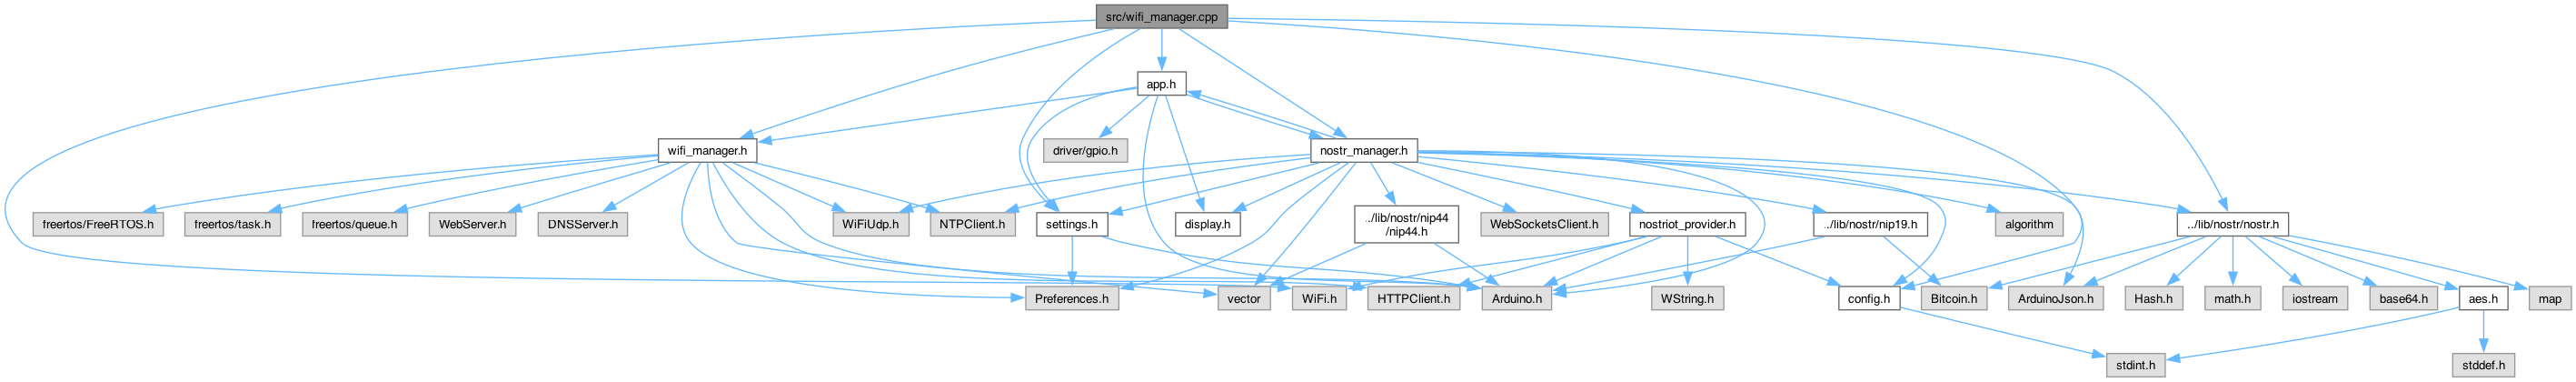 src/wifi_manager.cpp
app.h
wifi_manager.h
driver/gpio.h
nostr_manager.h
freertos/FreeRTOS.h
freertos/task.h
freertos/queue.h
WebServer.h
DNSServer.h
WiFiUdp.h
NTPClient.h
settings.h
display.h
../lib/nostr/nip44
/nip44.h
WebSocketsClient.h
nostriot_provider.h
../lib/nostr/nip19.h
algorithm
../lib/nostr/nostr.h
Preferences.h
vector
WiFi.h
HTTPClient.h
Arduino.h
WString.h
config.h
Bitcoin.h
ArduinoJson.h
Hash.h
math.h
iostream
base64.h
aes.h
map
stdint.h
stddef.h